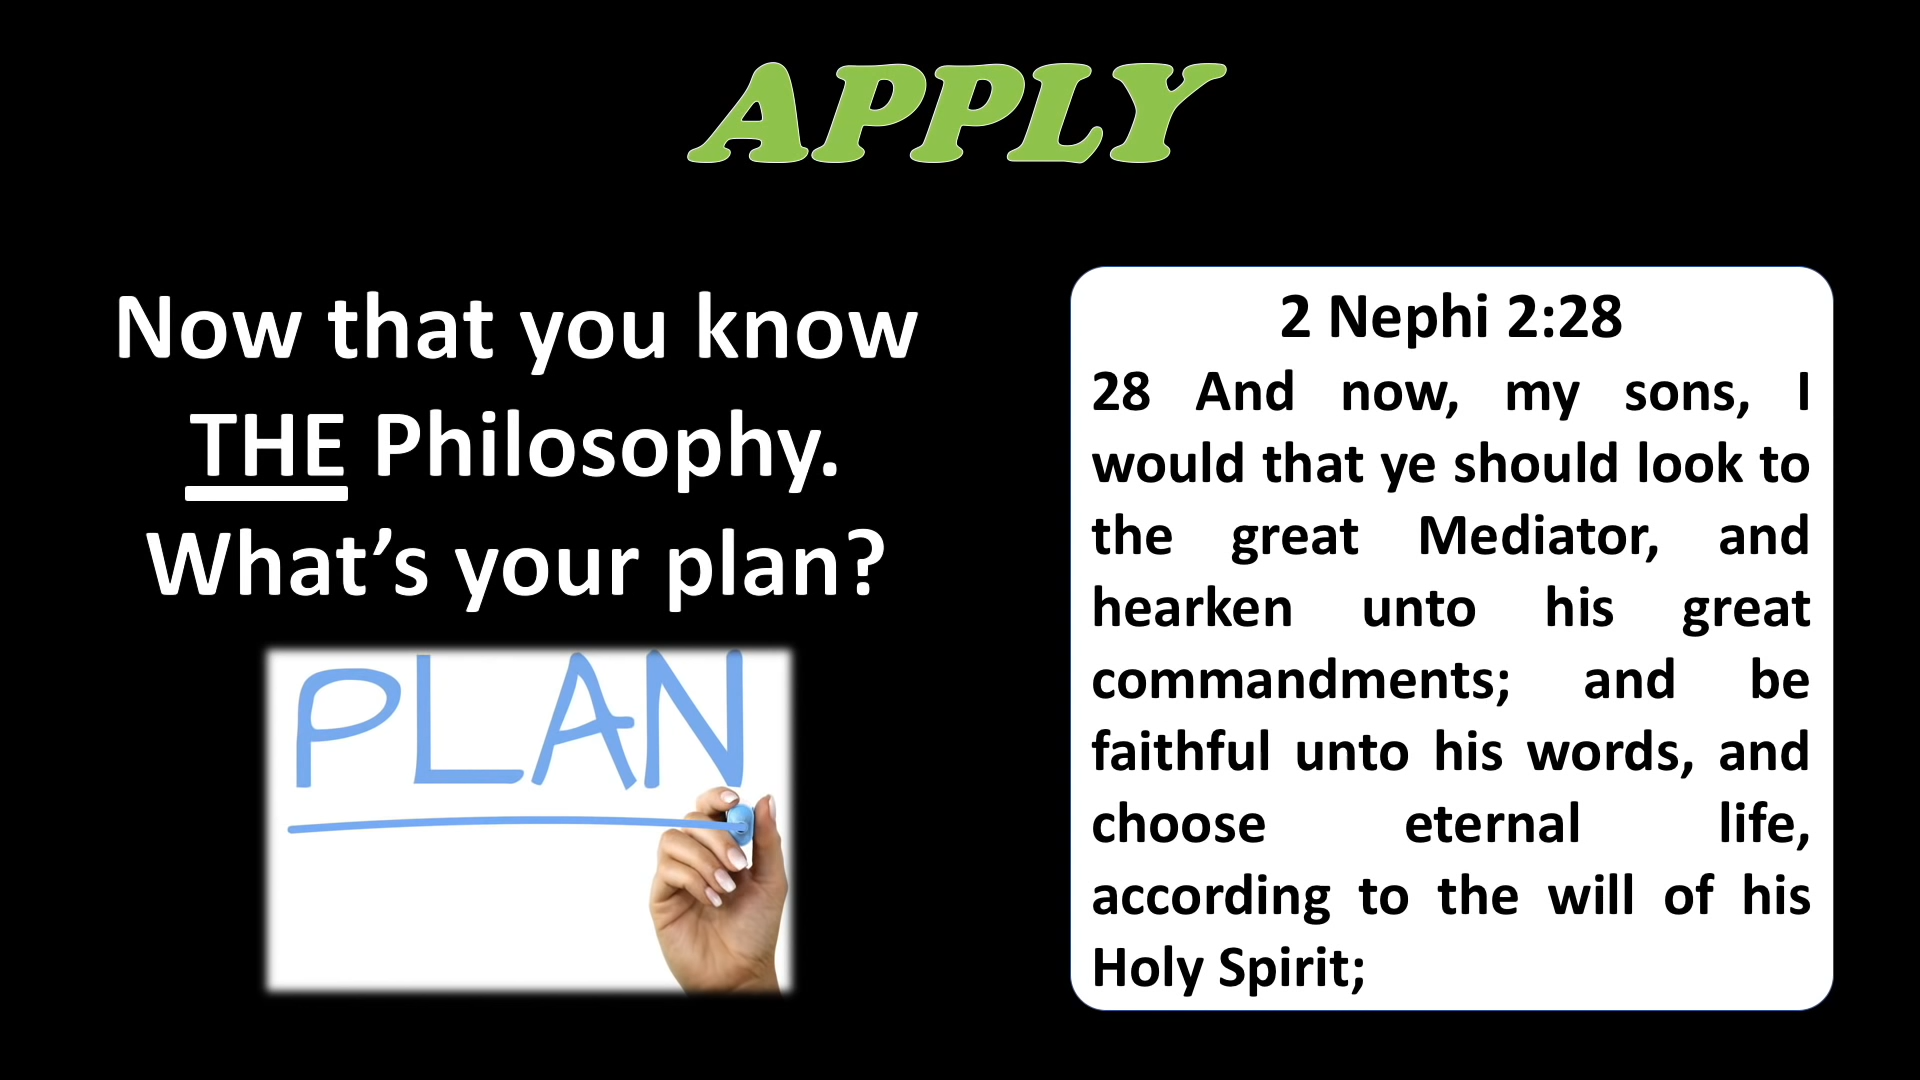 APPLY
Now that you know
THE Philosophy.
What’s your plan?
PLAN
2 Nephi 2:28
28 And now, my sons, I
would that ye should look to
the great Mediator, and
hearken unto his great
commandments; and be
faithful unto his words, and
choose eternal life,
according to the will of his
Holy Spirit;